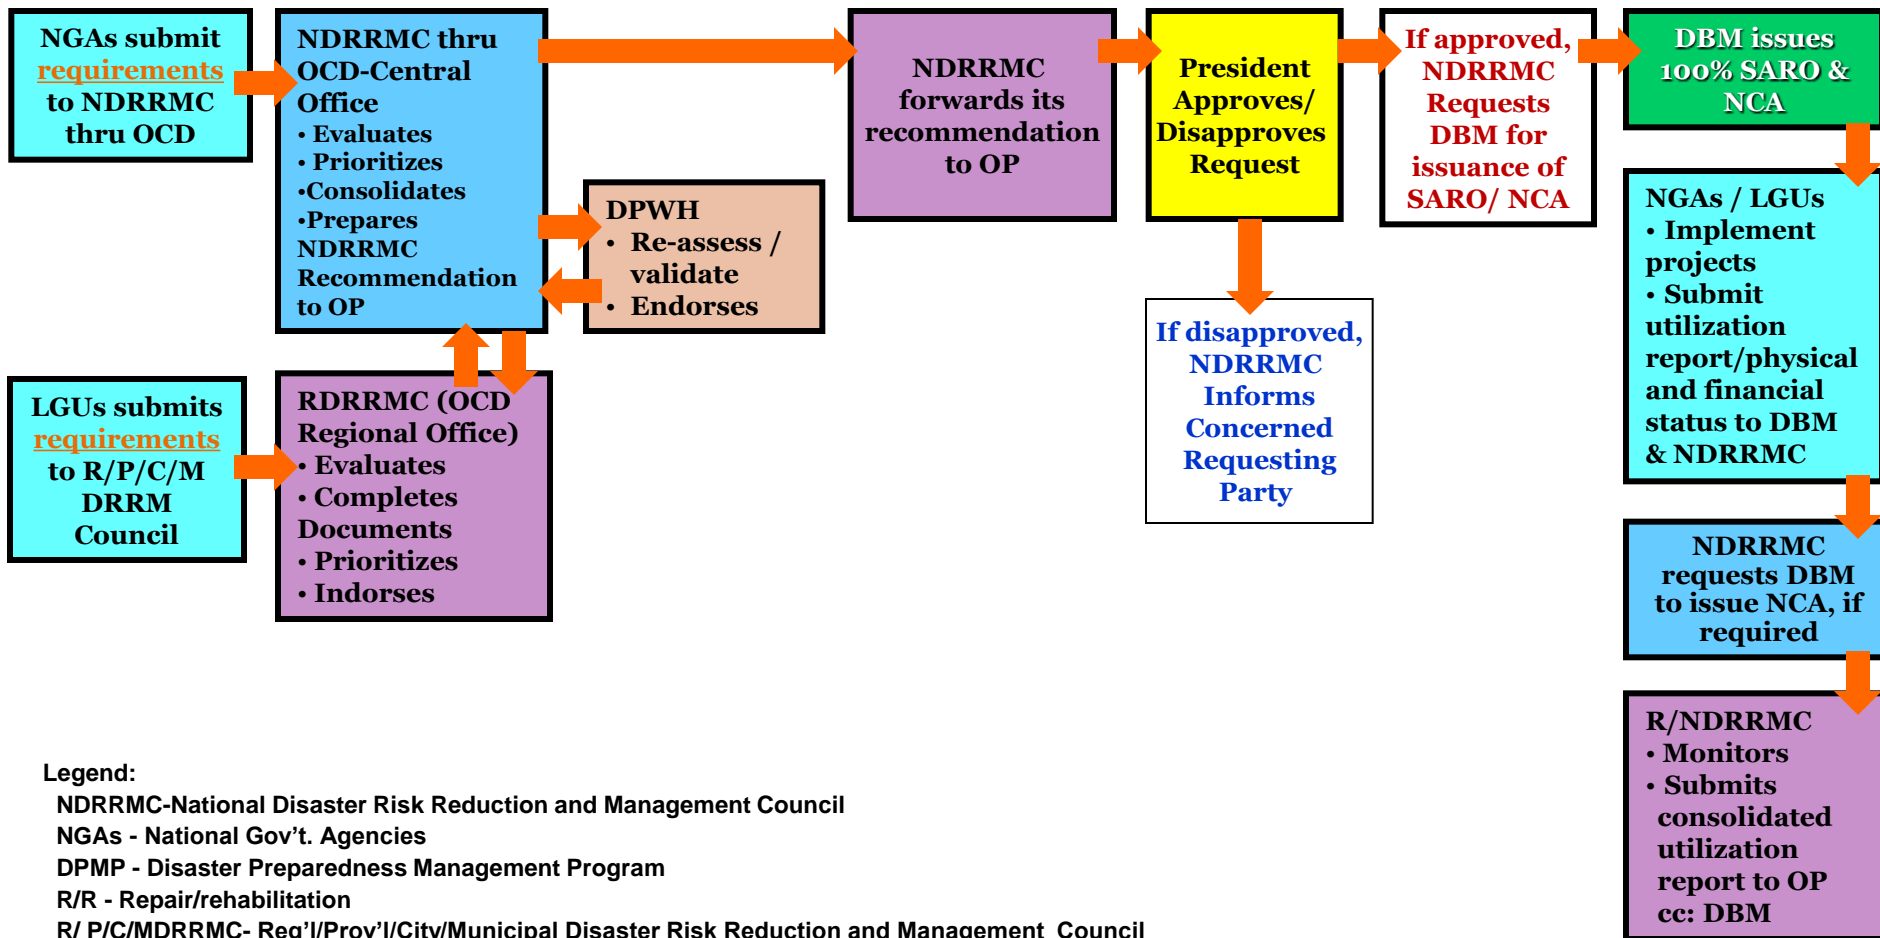 NGAs submit
requirements
to NDRRMC
thru OCD
NDRRMC thru
OCD-Central
Office
• Evaluates
• Prioritizes
•Consolidates
•Prepares
NDRRMC
Recommendation
to OP
DPWH
• Re-assess /
validate
• Endorses
LGUs submits
requirements
to R/P/C/M
DRRM
Council
RDRRMC (OCD
Regional Office)
• Evaluates
• Completes
Documents
• Prioritizes
• Indorses
NDRRMC
forwards its
recommendation
to OP
President
Approves/
Disapproves
Request
If disapproved,
NDRRMC
Informs
Concerned
Requesting
Party
If approved,
NDRRMC
Requests
DBM for
issuance of
SARO/ NCA
DBM issues
100% SARO &
NCA
NGAs / LGUs
• Implement
projects
• Submit
utilization
report/physical
and financial
status to DBM
& NDRRMC
NDRRMC
requests DBM
to issue NCA, if
required
R/NDRRMC
• Monitors
• Submits
consolidated
utilization
report to OP
cc: DBM
Legend:
NDRRMC-National Disaster Risk Reduction and Management Council
NGAs - National Gov’t. Agencies
DPMP - Disaster Preparedness Management Program
R/R - Repair/rehabilitation
R/ P/C/MDRRMC- Reg’l/Prov’l/City/Municipal Disaster Risk Reduction and Management Council